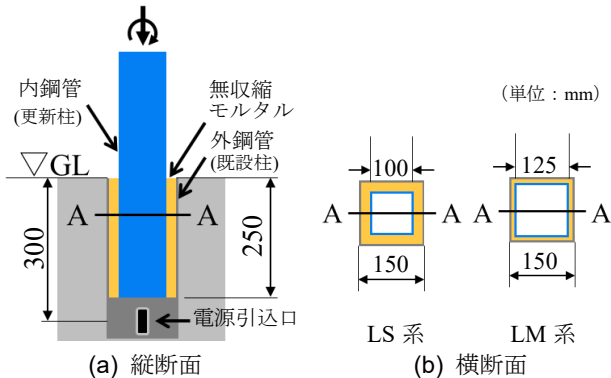 内鋼管
(更新柱)
無収縮
モルタル
外鋼管
(既設柱)
▽GL
A
A
300
250
電源引込口
(a) 縦断面
(単位：mm)
100
125
A
A
A
A
150
150
LS 系
LM 系
(b) 横断面